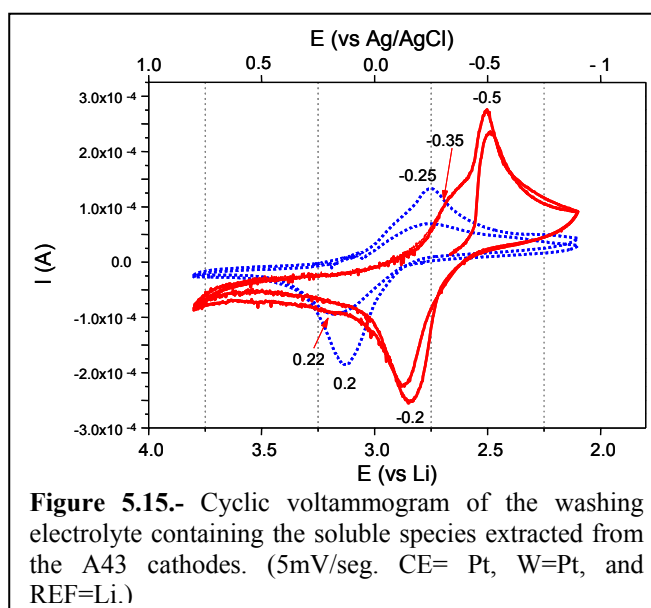 E (vs Ag/AgCl)
1.0 0.5 0.0 -0.5 -1
3.0x10⁻⁴
2.0x10⁻⁴
1.0x10⁻⁴
0.0
-1.0x10⁻⁴
-2.0x10⁻⁴
-3.0x10⁻⁴
I (A)
-0.5
-0.35
-0.25
0.22
0.2
-0.2
4.0 3.5 3.0 2.5 2.0
E (vs Li)
Figure 5.15.- Cyclic voltammogram of the washing
electrolyte containing the soluble species extracted from
the A43 cathodes. (5mV/seg. CE= Pt, W=Pt, and
REF=Li.)